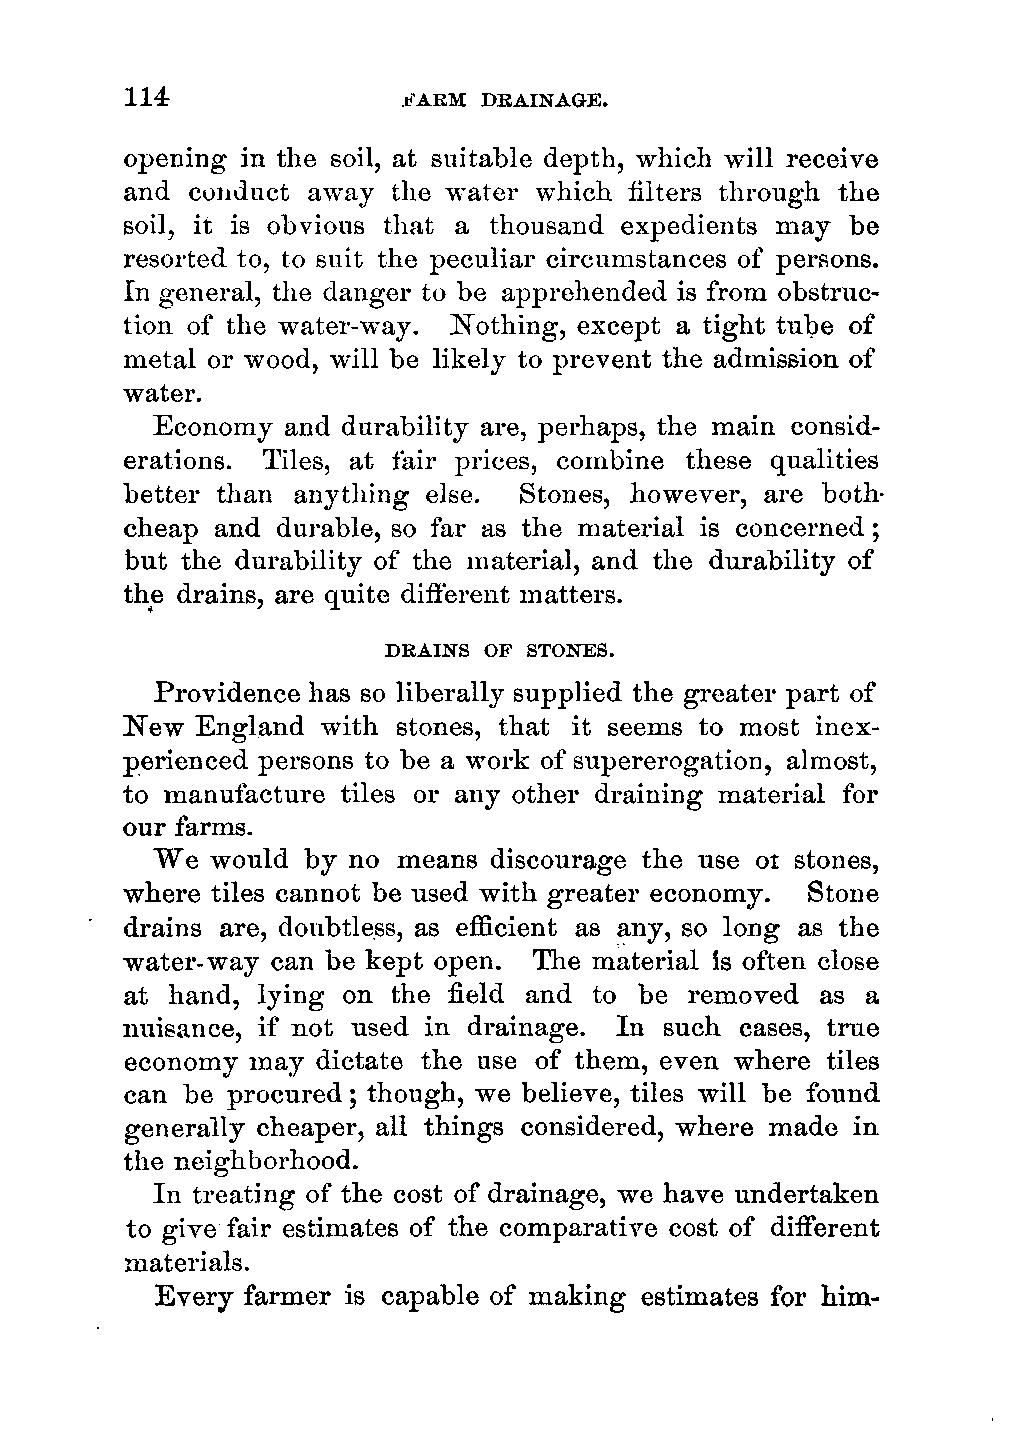 114 FARM DRAINAGE.
opening in the soil, at suitable depth, which will receive
and conduct away the water which filters through the
soil, it is obvious that a thousand expedients may be
resorted to, to suit the peculiar circumstances of persons.
In general, the danger to be apprehended is from obstruc-
tion of the water-way. Nothing, except a tight tube of
metal or wood, will be likely to prevent the admission of
water.
Economy and durability are, perhaps, the main consid-
erations. Tiles, at fair prices, combine these qualities
better than anything else. Stones, however, are both
cheap and durable, so far as the material is concerned;
but the durability of the material, and the durability of
the drains, are quite different matters.
DRAINS OF STONES.
Providence has so liberally supplied the greater part of
New England with stones, that it seems to most inex-
perienced persons to be a work of supererogation, almost,
to manufacture tiles or any other draining material for
our farms.
We would by no means discourage the use of stones,
where tiles cannot be used with greater economy. Stone
drains are, doubtless, as efficient as any, so long as the
water-way can be kept open. The material is often close
at hand, lying on the field and to be removed as a
nuisance, if not used in drainage. In such cases, true
economy may dictate the use of them, even where tiles
can be procured; though, we believe, tiles will be found
generally cheaper, all things considered, where made in
the neighborhood.
In treating of the cost of drainage, we have undertaken
to give fair estimates of the comparative cost of different
materials.
Every farmer is capable of making estimates for him-